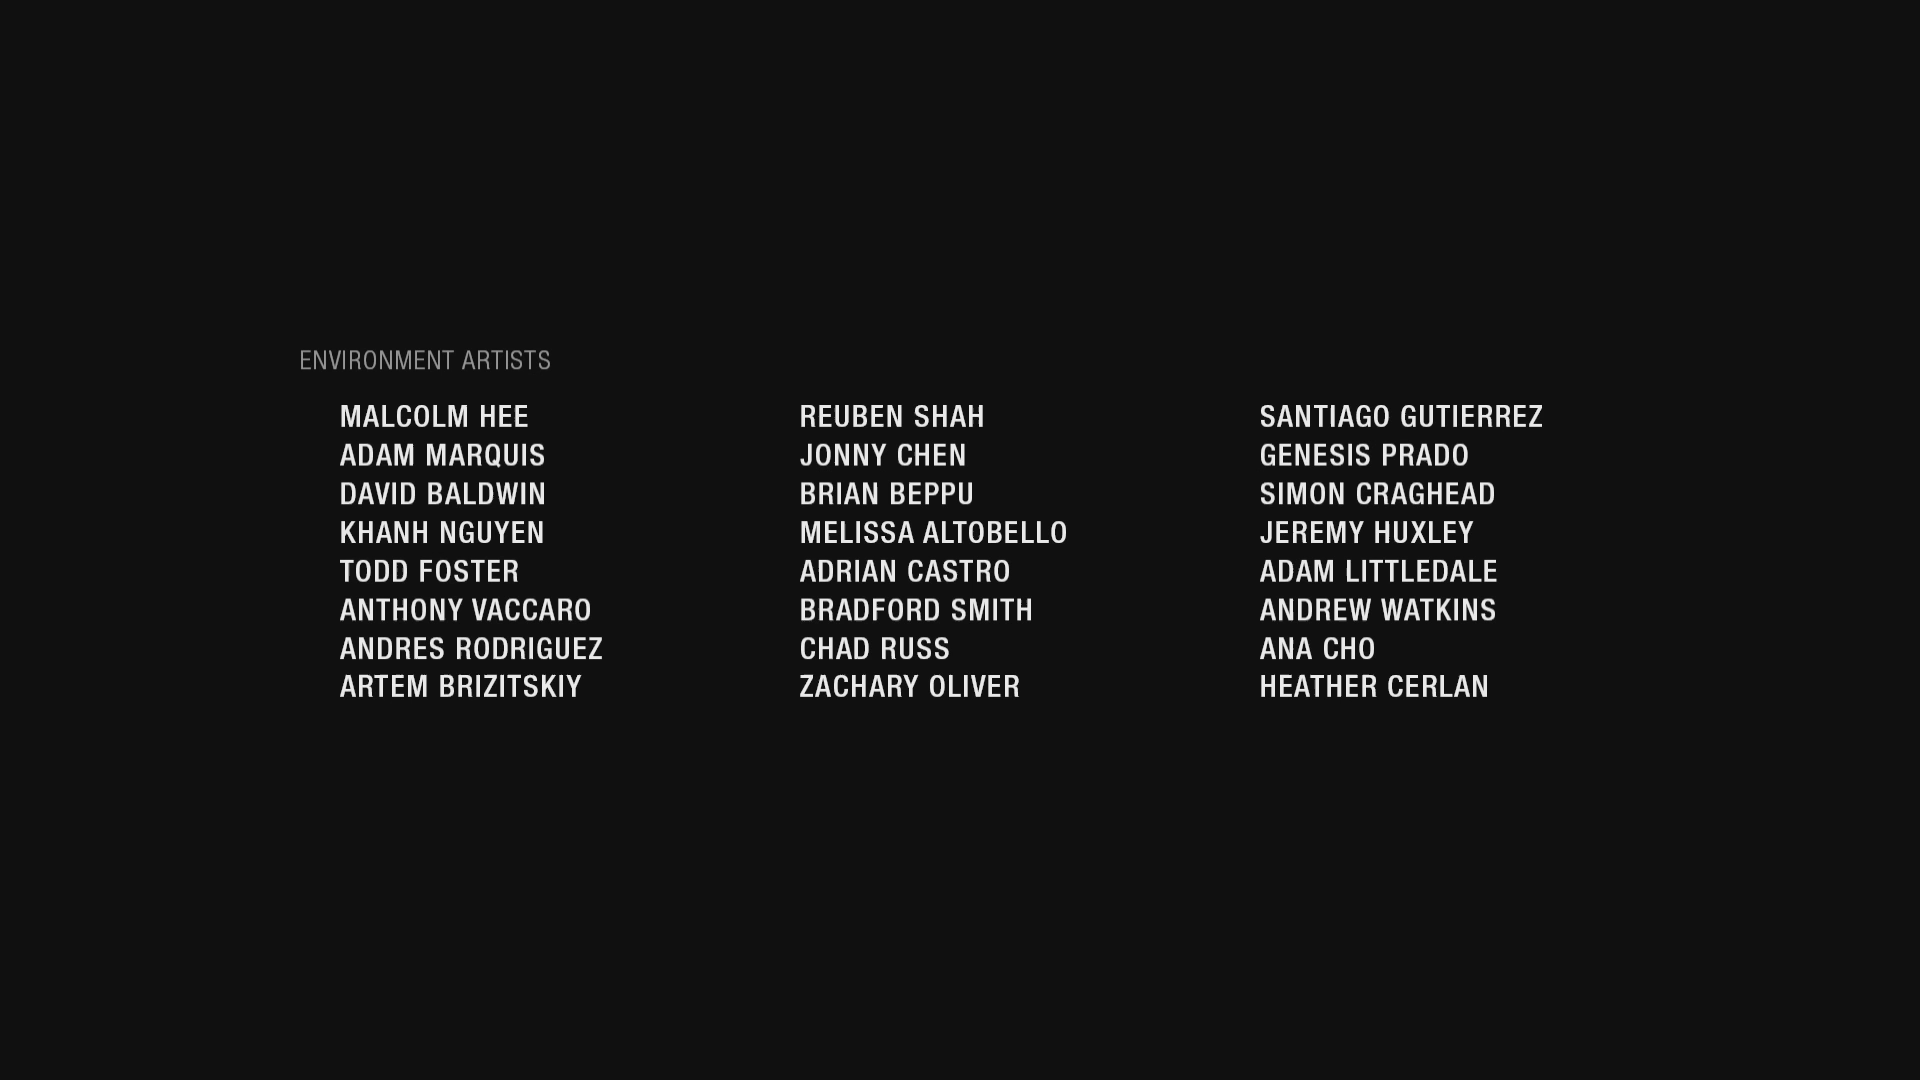 ENVIRONMENT ARTISTS
MALCOLM HEE
ADAM MARQUIS
DAVID BALDWIN
KHANH NGUYEN
TODD FOSTER
ANTHONY VACCARO
ANDRES RODRIGUEZ
ARTEM BRIZITSKIY
REUBEN SHAH
JONNY CHEN
BRIAN BEPPU
MELISSA ALTOBELLO
ADRIAN CASTRO
BRADFORD SMITH
CHAD RUSS
ZACHARY OLIVER
SANTIAGO GUTIERREZ
GENESIS PRADO
SIMON CRAGHEAD
JEREMY HUXLEY
ADAM LITTLEDALE
ANDREW WATKINS
ANA CHO
HEATHER CERLAN